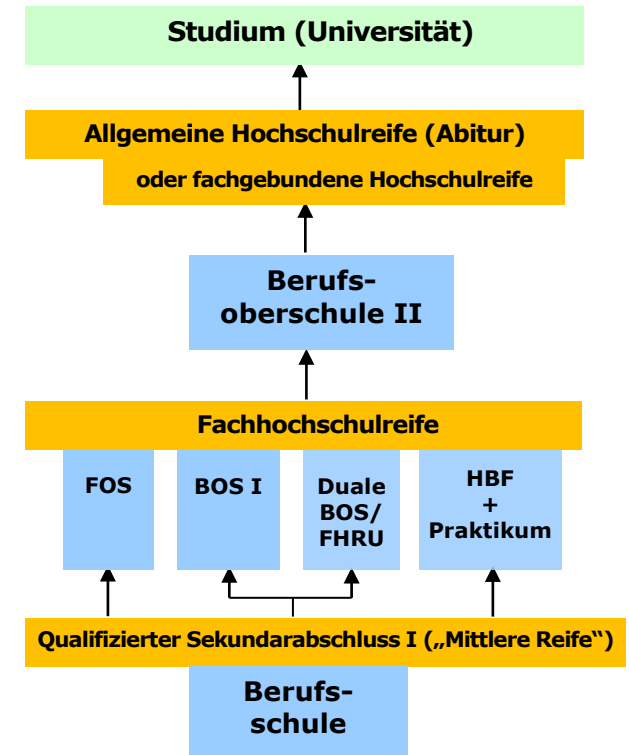 Studium (Universität)
Allgemeine Hochschulreife (Abitur)
oder fachgebundene Hochschulreife
Berufs-
oberschule II
Fachhochschulreife
FOS
BOS I
Duale
BOS/
FHRU
HBF
+
Praktikum
Qualifizierter Sekundarabschluss I („Mittlere Reife“)
Berufs-
schule